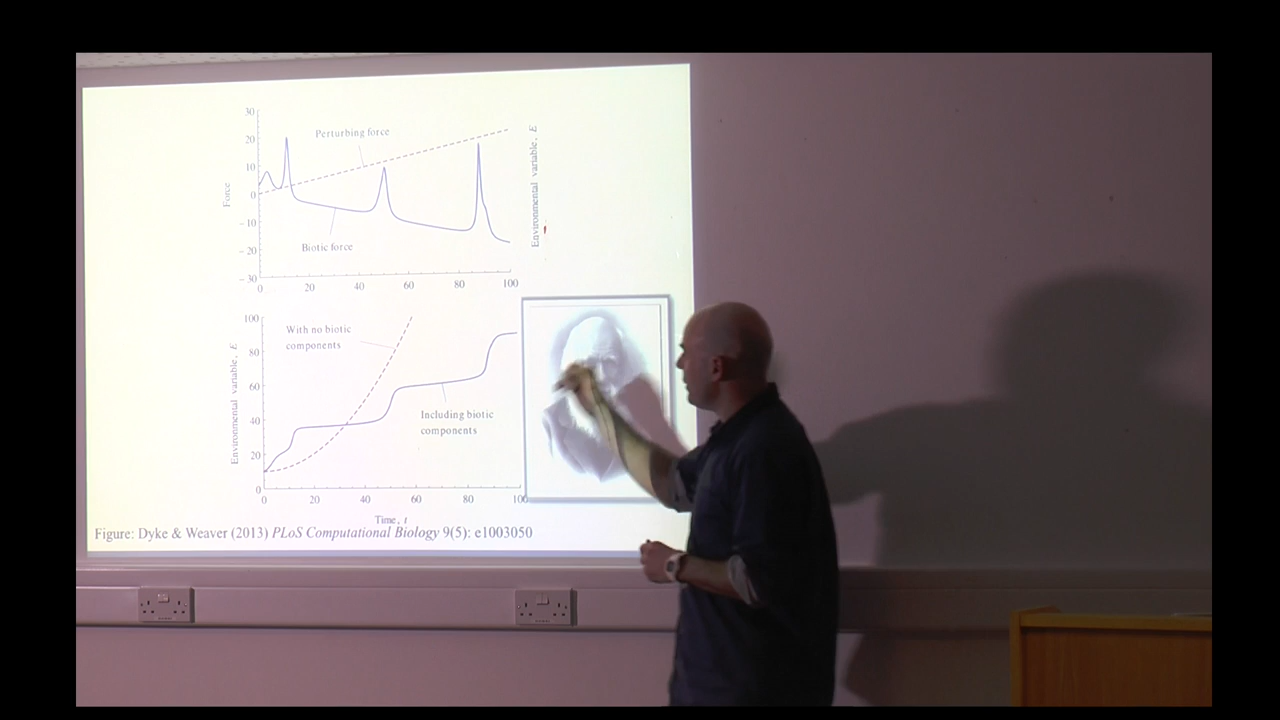 30
20
10
0
– 10
– 20
– 30
Force
Perturbing force
Biotic force
Environmental variable, E
0 20 40 60 80 100
100
80
60
40
20
0
Environmental variable, E
With no biotic
components
Including biotic
components
0 20 40 60 80 100
Time, t
Figure: Dyke & Weaver (2013) PLoS Computational Biology 9(5): e1003050